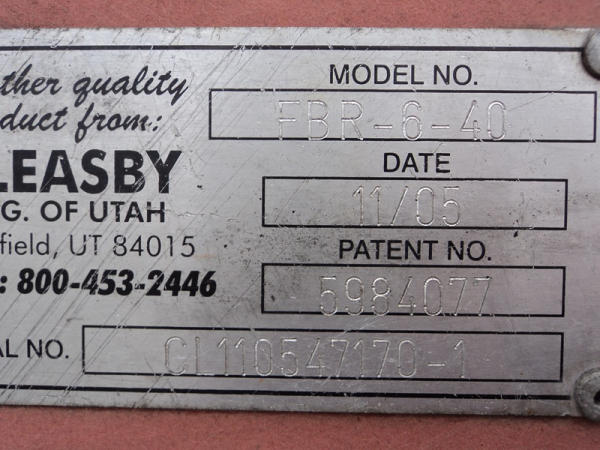 ther quality
duct from:
LEASBY
G. OF UTAH
field, UT 84015
: 800-453-2446
AL NO. CL110547170-1
MODEL NO.
FBR-6-40
DATE
11/05
PATENT NO.
5984077